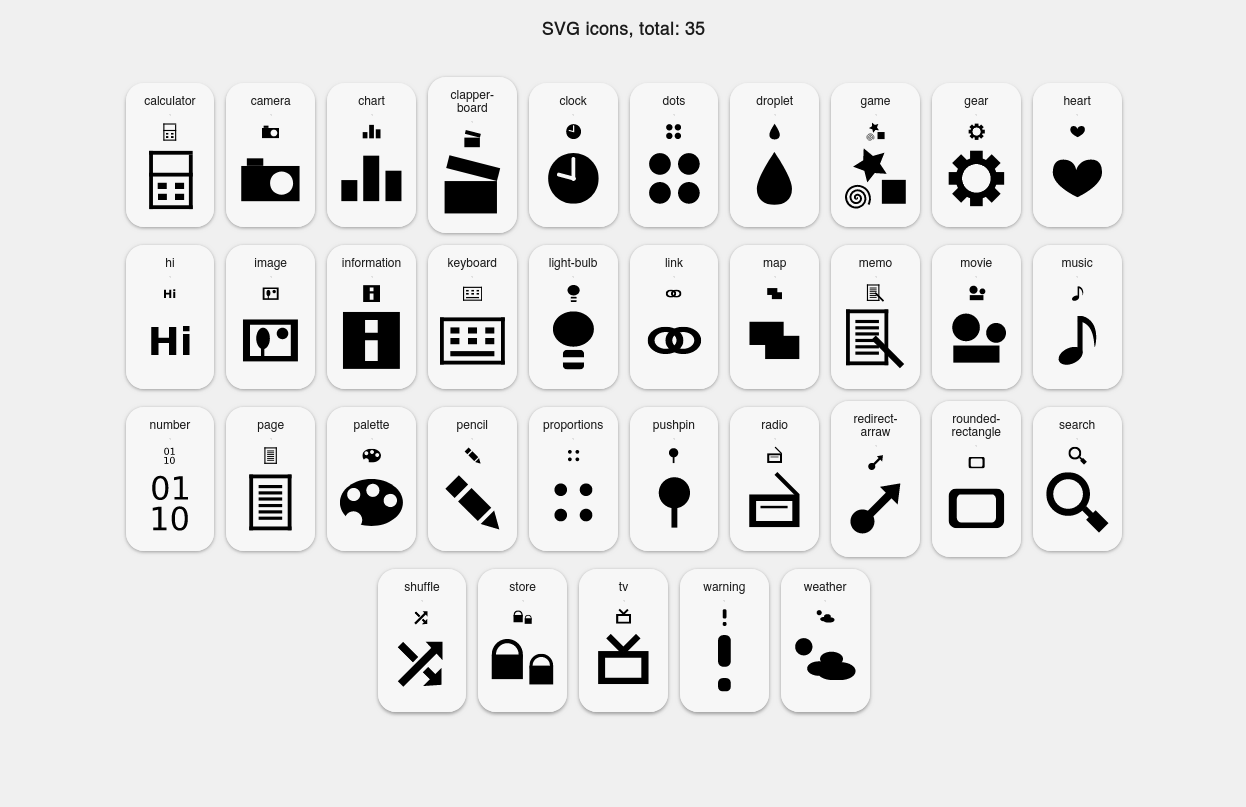 SVG icons, total: 35
calculator
camera
chart
clapper-
board
clock
dots
droplet
game
gear
heart
hi
image
information
keyboard
light-bulb
link
map
memo
movie
music
Hi
Hi
number
page
palette
pencil
proportions
pushpin
radio
redirect-
arraw
rounded-
rectangle
search
01
10
01
10
shuffle
store
tv
warning
weather